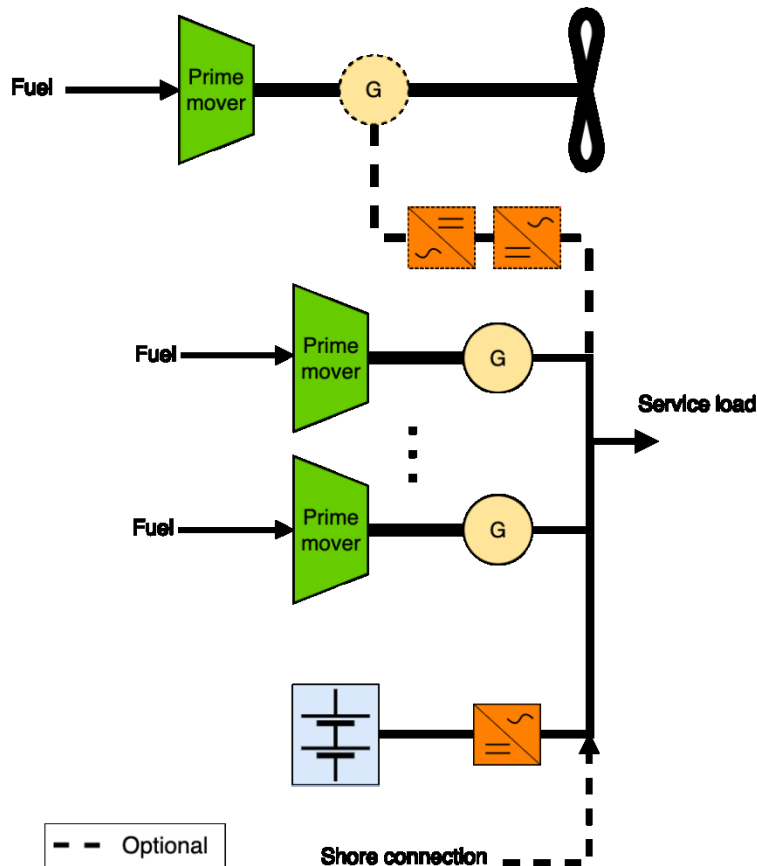 Fuel
Prime
mover
G
Fuel
Prime
mover
G
Service load
Fuel
Prime
mover
G
Optional
Shore connection